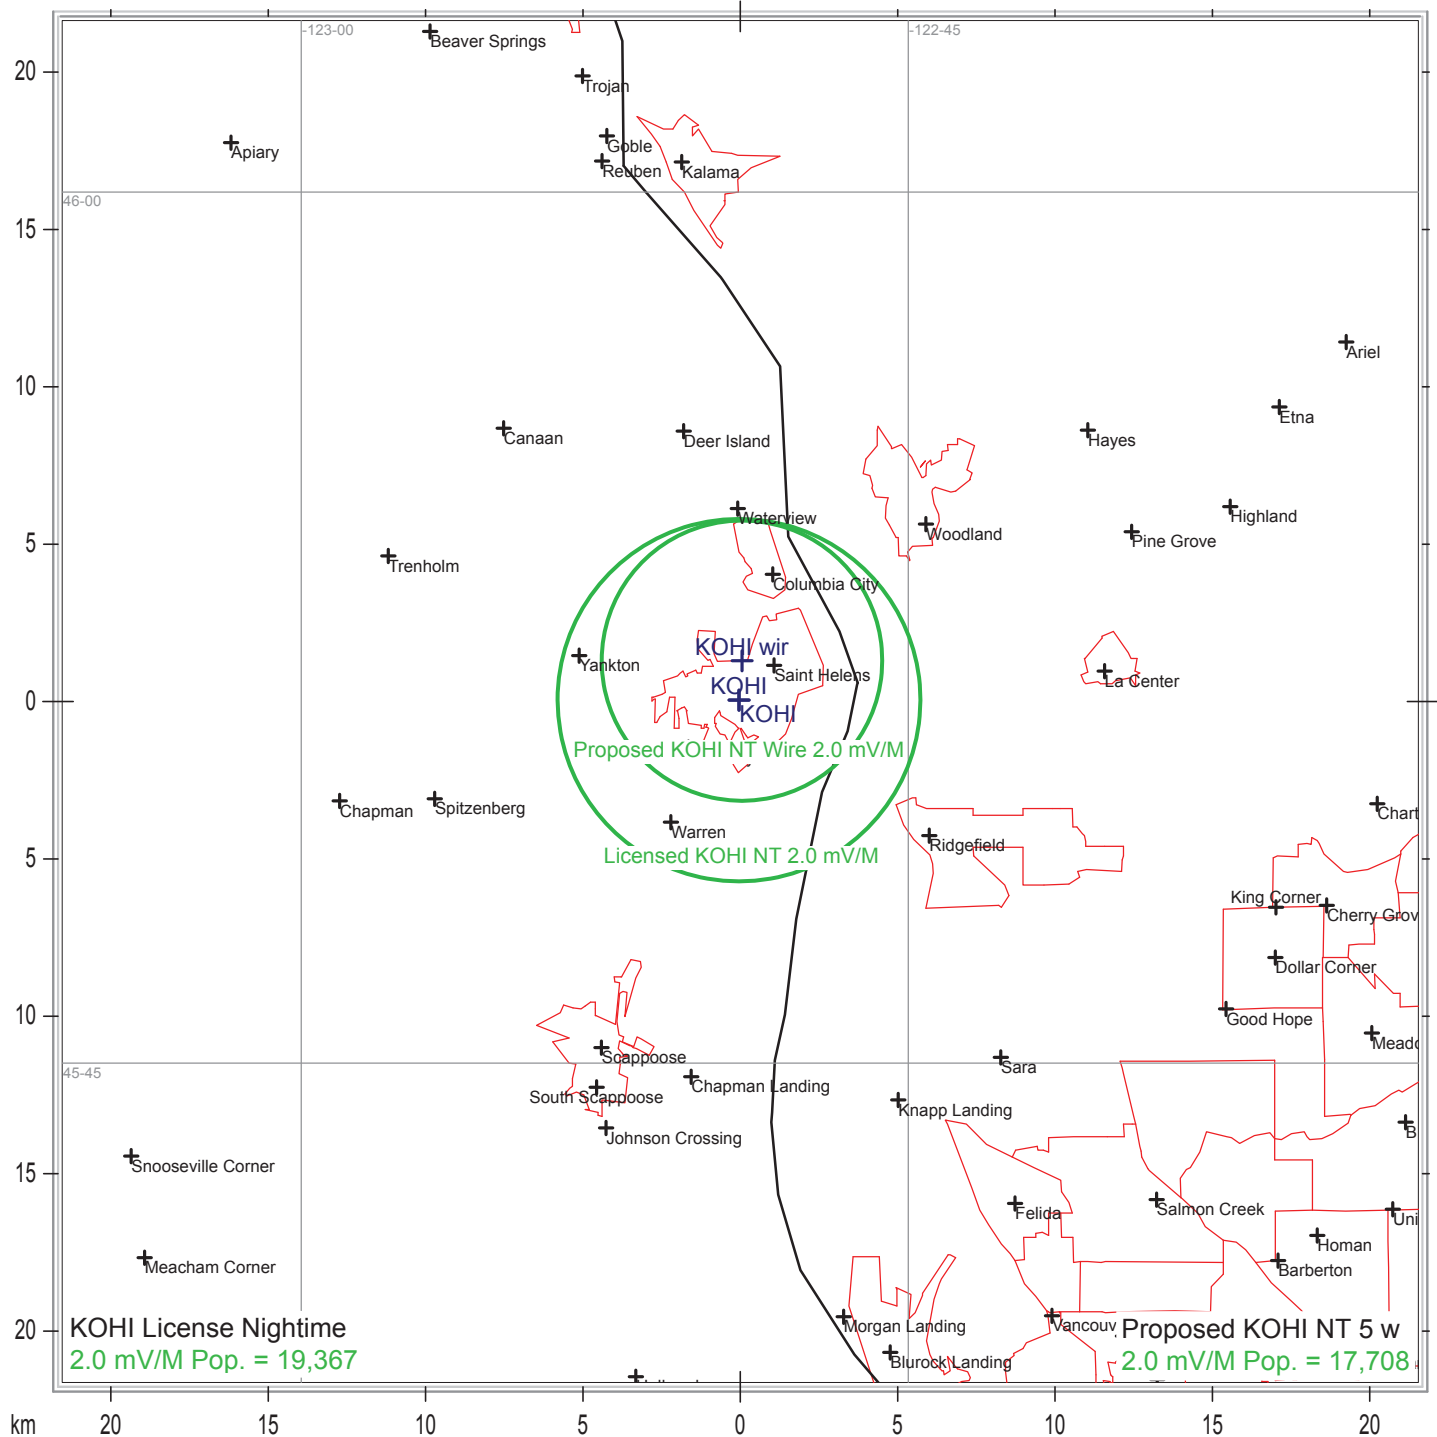 -123-00
-122-45
Beaver Springs
20
Trojan
Goble
Apiary
Reuben
Kalama
46-00
15
Ariel
10
Etna
Canaan
Deer Island
Hayes
Waterview
Highland
Woodland
Pine Grove
5
Trenholm
Columbia City
KOHI wir
Yankton
Saint Helens
La Center
KOHI
0
KOHI
Proposed KOHI NT Wire 2.0 mV/M
Chapman
Spitzenberg
Chart
Warren
Ridgefield
Licensed KOHI NT 2.0 mV/M
5
King Corner
Cherry Grov
Dollar Corner
10
Good Hope
Meadc
Scappoose
Sara
45-45
Chapman Landing
South Scappoose
Knapp Landing
Johnson Crossing
B
Snooseville Corner
15
Felida
Salmon Creek
Uni
Homan
Meacham Corner
Barberton
Morgan Landing
Vancouv
KOHI License Nightime
Proposed KOHI NT 5 w
20
2.0 mV/M Pop. = 19,367
Blurock Landing
2.0 mV/M Pop. = 17,708
km
20
15
10
5
0
5
10
15
20